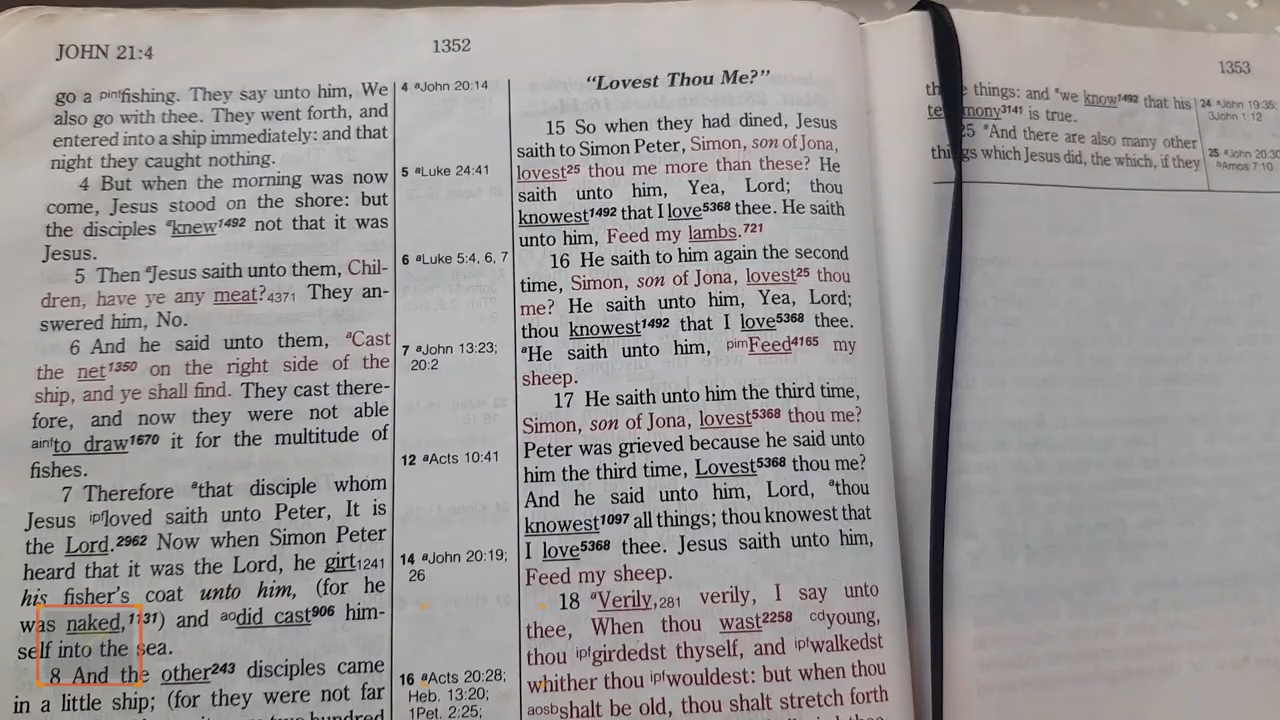 JOHN 21:4
1352
go a pinffishing. They say unto him, We
also go with thee. They went forth, and
entered into a ship immediately: and that
night they caught nothing.
4 But when the morning was now
come, Jesus stood on the shore: but
the disciples aknew1492 not that it was
Jesus.
5 Then aJesus saith unto them, Chil-
dren, have ye any meat?4371 They an-
swered him, No.
6 And he said unto them, aCast
the net1350 on the right side of the
ship, and ye shall find. They cast there-
fore, and now they were not able
ainfto draw1670 it for the multitude of
fishes.
7 Therefore athat disciple whom
Jesus ipfloved saith unto Peter, It is
the Lord.2962 Now when Simon Peter
heard that it was the Lord, he girt1241
his fisher's coat unto him, (for he
was naked,1131) and aodid cast906 him-
self into the sea.
8 And the other243 disciples came
in a little ship; (for they were not far
hundred
4 aJohn 20:14
5 aLuke 24:41
6 aLuke 5:4, 6, 7
7 aJohn 13:23;
20:2
12 aActs 10:41
14 aJohn 20:19;
26
16 aActs 20:28;
Heb. 13:20;
1Pet. 2:25;
"Lovest Thou Me?"
15 So when they had dined, Jesus
saith to Simon Peter, Simon, son of Jona,
lovest25 thou me more than these? He
saith unto him, Yea, Lord; thou
knowest1492 that I love5368 thee. He saith
unto him, Feed my lambs.721
16 He saith to him again the second
time, Simon, son of Jona, lovest25 thou
me? He saith unto him, Yea, Lord;
thou knowest1492 that I love5368 thee.
aHe saith unto him, pimFeed4165 my
sheep.
17 He saith unto him the third time,
Simon, son of Jona, lovest5368 thou me?
Peter was grieved because he said unto
him the third time, Lovest5368 thou me?
And he said unto him, Lord, athou
knowest1097 all things; thou knowest that
I love5368 thee. Jesus saith unto him,
Feed my sheep.
18 aVerily,281 verily, I say unto
thee, When thou wast2258 cdyoung,
thou ipfgirdedst thyself, and ipfwalkedst
whither thou ipfwouldest: but when thou
aosbshalt be old, thou shalt stretch forth
1353
things: and awe know1492 that his
3141 is true.
25 aAnd there are also many other
things which Jesus did, the which, if they
24 aJohn 19:35;
3John 1:12
25 aJohn 20:30
bAmos 7:10